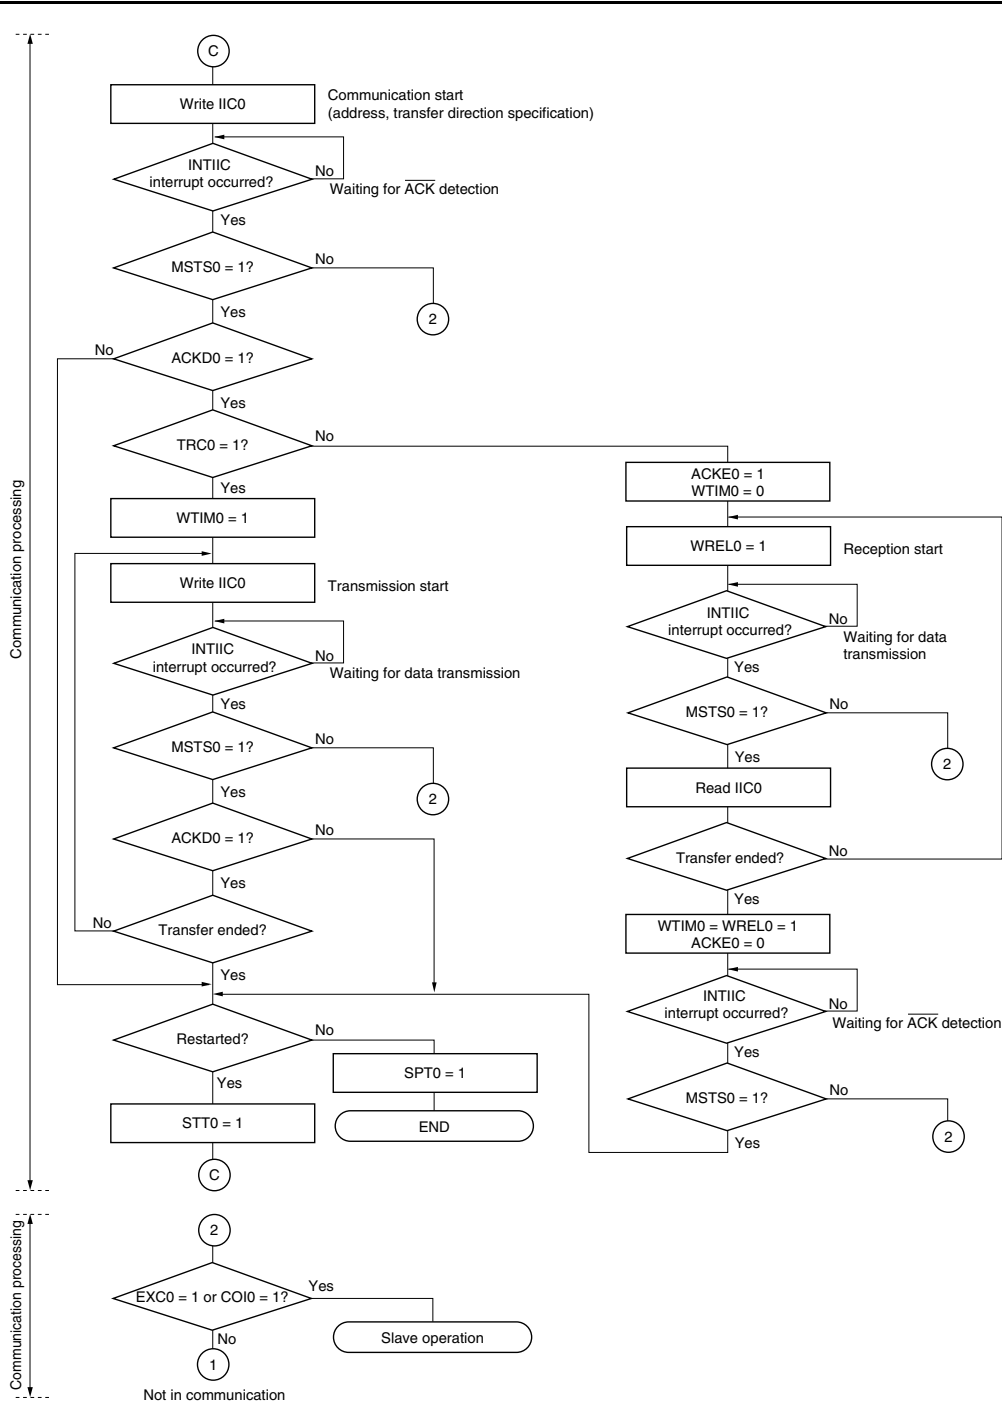 C
Write IIC0
Communication start
(address, transfer direction specification)
INTIIC
interrupt occurred?
No
Waiting for ACK detection
Yes
MSTS0 = 1?
No
2
Yes
ACKD0 = 1?
No
Yes
TRC0 = 1?
No
Yes
WTIM0 = 1
Write IIC0
Transmission start
INTIIC
interrupt occurred?
No
Waiting for data transmission
Yes
MSTS0 = 1?
No
2
Yes
ACKD0 = 1?
No
Yes
Transfer ended?
No
Yes
Restarted?
No
SPT0 = 1
END
Yes
STT0 = 1
C
ACKE0 = 1
WTIM0 = 0
WREL0 = 1
Reception start
INTIIC
interrupt occurred?
No
Waiting for data
transmission
Yes
MSTS0 = 1?
No
2
Yes
Read IIC0
Transfer ended?
No
Yes
WTIM0 = WREL0 = 1
ACKE0 = 0
INTIIC
interrupt occurred?
No
Waiting for ACK detection
Yes
MSTS0 = 1?
No
2
Yes
Communication processing
2
EXC0 = 1 or COI0 = 1?
Yes
Slave operation
No
1
Not in communication
Communication processing